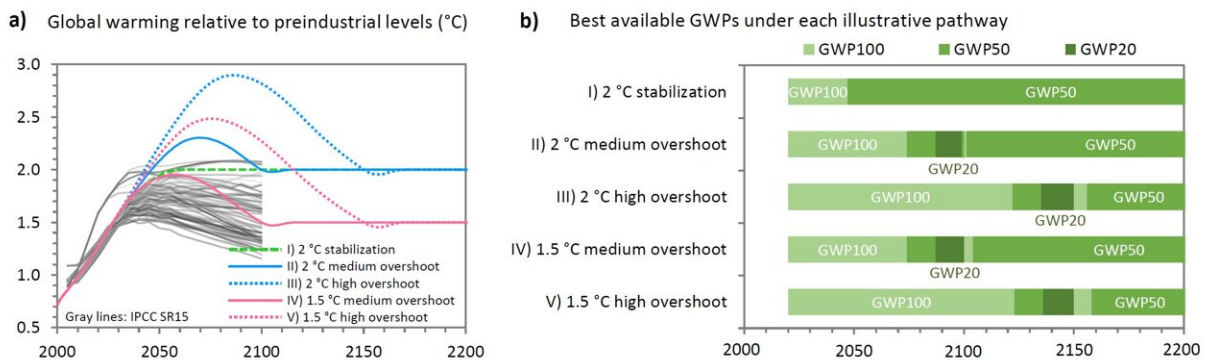 a) Global warming relative to preindustrial levels (°C)
3.0
2.5
2.0
1.5
1.0
0.5
I) 2 °C stabilization
II) 2 °C medium overshoot
III) 2 °C high overshoot
IV) 1.5 °C medium overshoot
V) 1.5 °C high overshoot
Gray lines: IPCC SR15
2000 2050 2100 2150 2200
b) Best available GWPs under each illustrative pathway
GWP100 GWP50 GWP20
I) 2 °C stabilization GWP100 GWP50
II) 2 °C medium overshoot GWP100 GWP50
GWP20
III) 2 °C high overshoot GWP100 GWP50
GWP20
IV) 1.5 °C medium overshoot GWP100 GWP50
GWP20
V) 1.5 °C high overshoot GWP100 GWP50
2000 2050 2100 2150 2200